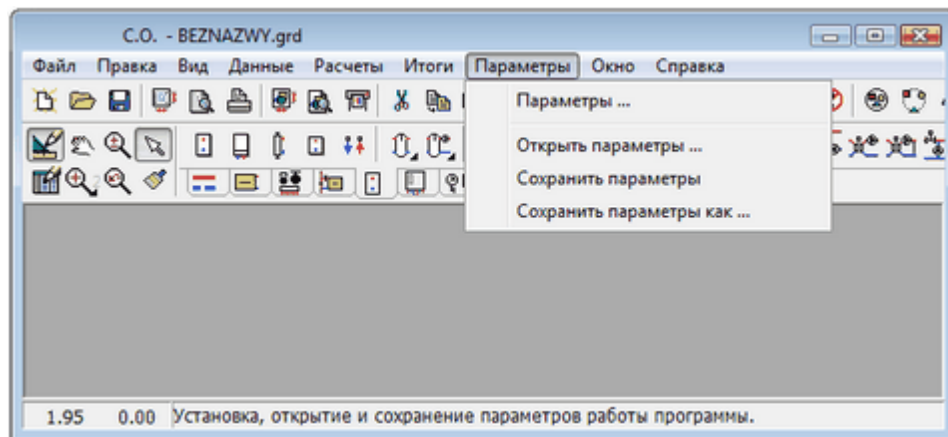 C.O. - BEZNAZWY.grd
Файл Правка Вид Данные Расчеты Итоги Параметры Окно Справка
Параметры ...
Открыть параметры ...
Сохранить параметры
Сохранить параметры как ...
1.95 0.00 Установка, открытие и сохранение параметров работы программы.